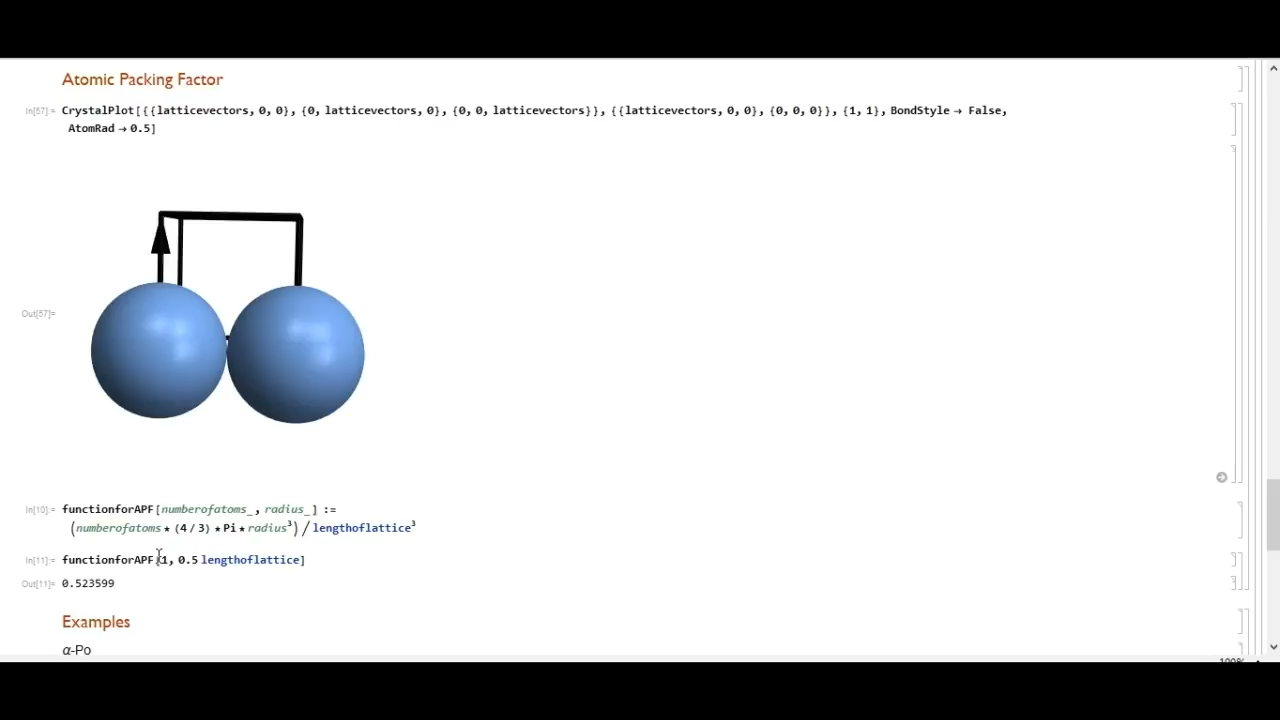 Atomic Packing Factor
In[57]:= CrystalPlot[{{latticevectors, 0, 0}, {0, latticevectors, 0}, {0, 0, latticevectors}}, {{latticevectors, 0, 0}, {0, 0, 0}}, {1, 1}, BondStyle → False,
AtomRad → 0.5]
Out[57]=
In[10]:= functionforAPF[numberofatoms_, radius_] :=
(numberofatoms * (4 / 3) * Pi * radius³) / lengthoflattice³
In[11]:= functionforAPF[1, 0.5 lengthoflattice]
Out[11]= 0.523599
Examples
α-Po
100%